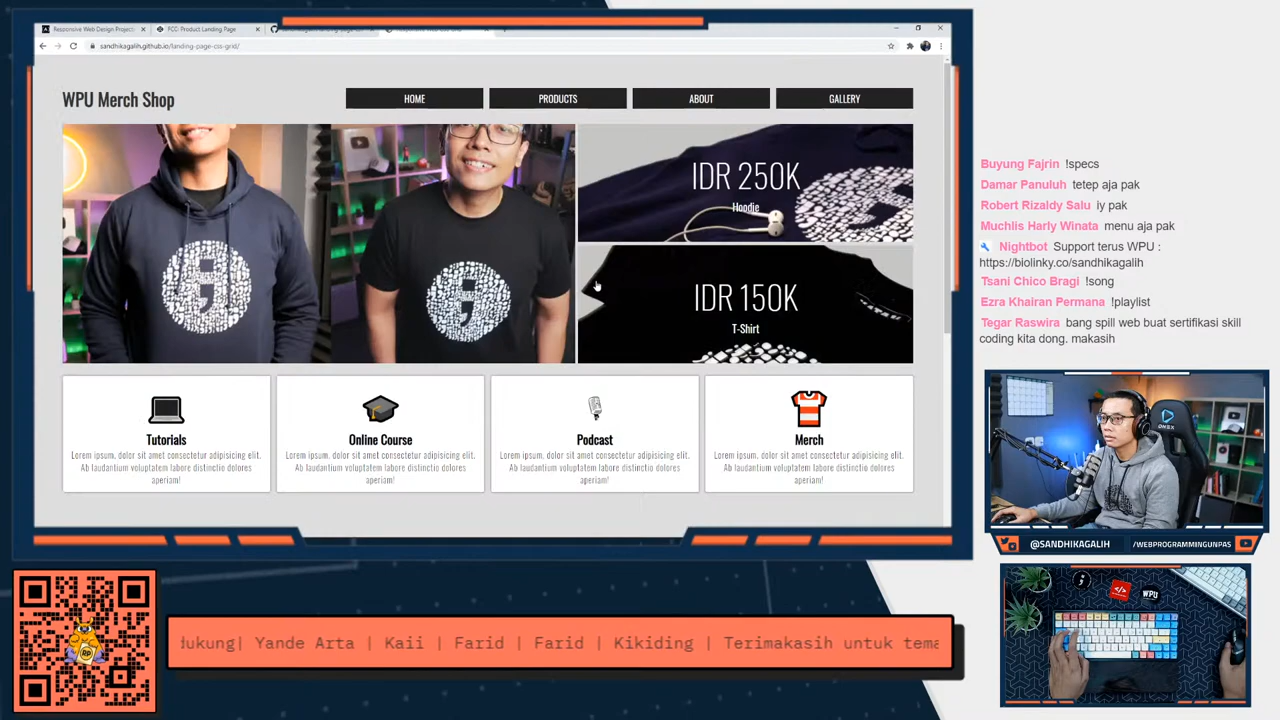 Responsive Web Design Project
FCC: Product Landing Page
sandhikagalih.github.io/landing-page-css-grid/
WPU Merch Shop
HOME
PRODUCTS
ABOUT
GALLERY
IDR 250K
Hoodie
IDR 150K
T-Shirt
Tutorials
Lorem ipsum, dolor sit amet consectetur adipisicing elit.
Ab laudantium voluptatem labore distinctio dolores
aperiam!
Online Course
Lorem ipsum, dolor sit amet consectetur adipisicing elit.
Ab laudantium voluptatem labore distinctio dolores
aperiam!
Podcast
Lorem ipsum, dolor sit amet consectetur adipisicing elit.
Ab laudantium voluptatem labore distinctio dolores
aperiam!
Merch
Lorem ipsum, dolor sit amet consectetur adipisicing elit.
Ab laudantium voluptatem labore distinctio dolores
aperiam!
Buyung Fajrin !specs
Damar Panuluh tetep aja pak
Robert Rizaldy Salu iy pak
Muchlis Harly Winata menu aja pak
Nightbot Support terus WPU :
https://biolinky.co/sandhikagalih
Tsani Chico Bragi !song
Ezra Khairan Permana !playlist
Tegar Raswira bang spill web buat sertifikasi skill
coding kita dong. makasih
ONEX
@SANDHIKAGALIH
/WEBPROGRAMMINGUNPAS
WPU
dukung| Yande Arta | Kaii | Farid | Farid | Kikiding | Terimakasih untuk tema